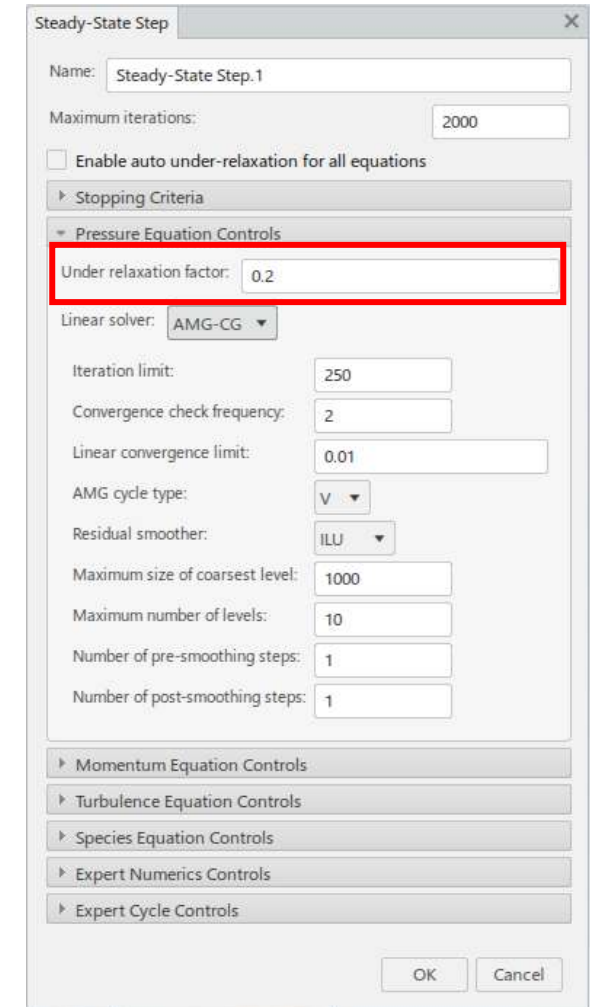 Steady-State Step
Name: Steady-State Step.1
Maximum iterations: 2000
Enable auto under-relaxation for all equations
Stopping Criteria
Pressure Equation Controls
Under relaxation factor: 0.2
Linear solver: AMG-CG
Iteration limit: 250
Convergence check frequency: 2
Linear convergence limit: 0.01
AMG cycle type: V
Residual smoother: ILU
Maximum size of coarsest level: 1000
Maximum number of levels: 10
Number of pre-smoothing steps: 1
Number of post-smoothing steps: 1
Momentum Equation Controls
Turbulence Equation Controls
Species Equation Controls
Expert Numerics Controls
Expert Cycle Controls
OK Cancel